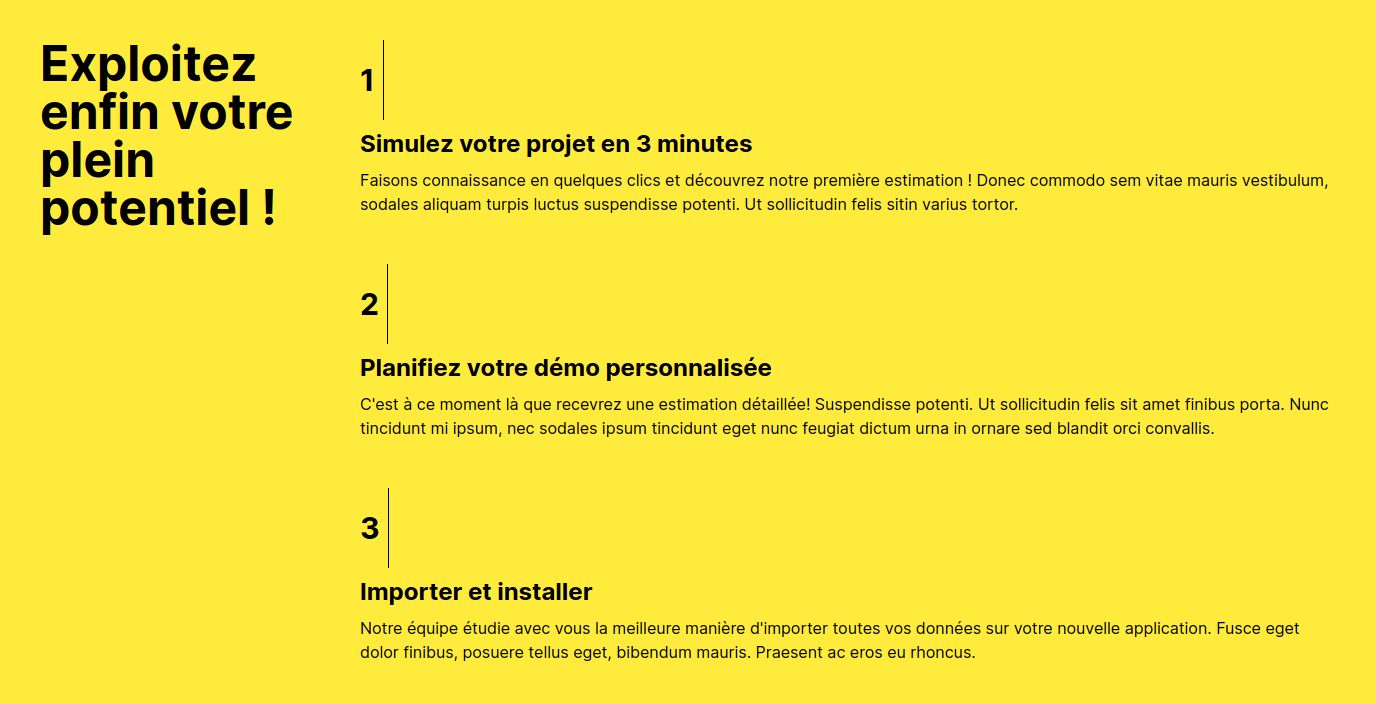 Exploitez
enfin votre
plein
potentiel !
1
Simulez votre projet en 3 minutes
Faisons connaissance en quelques clics et découvrez notre première estimation ! Donec commodo sem vitae mauris vestibulum,
sodales aliquam turpis luctus suspendisse potenti. Ut sollicitudin felis sitin varius tortor.
2
Planifiez votre démo personnalisée
C'est à ce moment là que recevrez une estimation détaillée! Suspendisse potenti. Ut sollicitudin felis sit amet finibus porta. Nunc
tincidunt mi ipsum, nec sodales ipsum tincidunt eget nunc feugiat dictum urna in ornare sed blandit orci convallis.
3
Importer et installer
Notre équipe étudie avec vous la meilleure manière d'importer toutes vos données sur votre nouvelle application. Fusce eget
dolor finibus, posuere tellus eget, bibendum mauris. Praesent ac eros eu rhoncus.